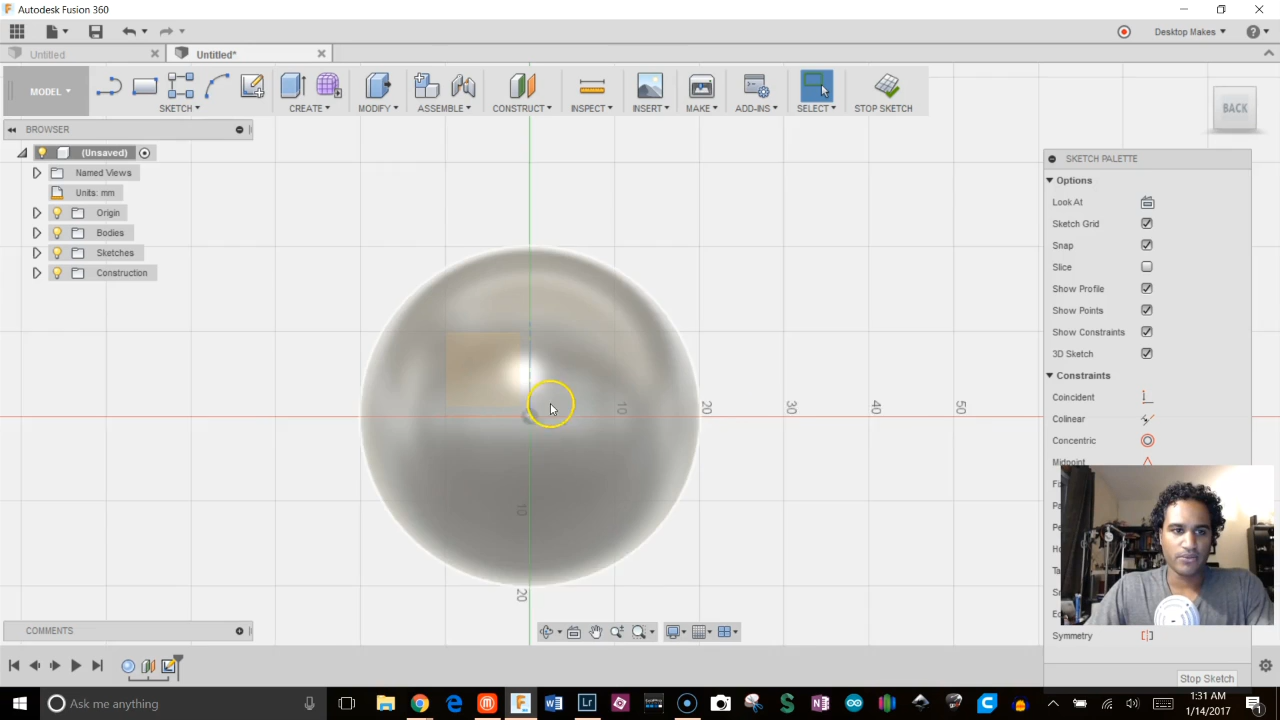 Autodesk Fusion 360
Desktop Makes
Untitled
Untitled*
MODEL
SKETCH
CREATE
MODIFY
ASSEMBLE
CONSTRUCT
INSPECT
INSERT
MAKE
ADD-INS
SELECT
STOP SKETCH
BACK
BROWSER
(Unsaved)
Named Views
Units: mm
Origin
Bodies
Sketches
Construction
SKETCH PALETTE
Options
Look At
Sketch Grid
Snap
Slice
Show Profile
Show Points
Show Constraints
3D Sketch
Constraints
Coincident
Colinear
Concentric
Midpoint
Symmetry
10
20
30
40
50
10
20
COMMENTS
Stop Sketch
Ask me anything
1:31 AM
1/14/2017